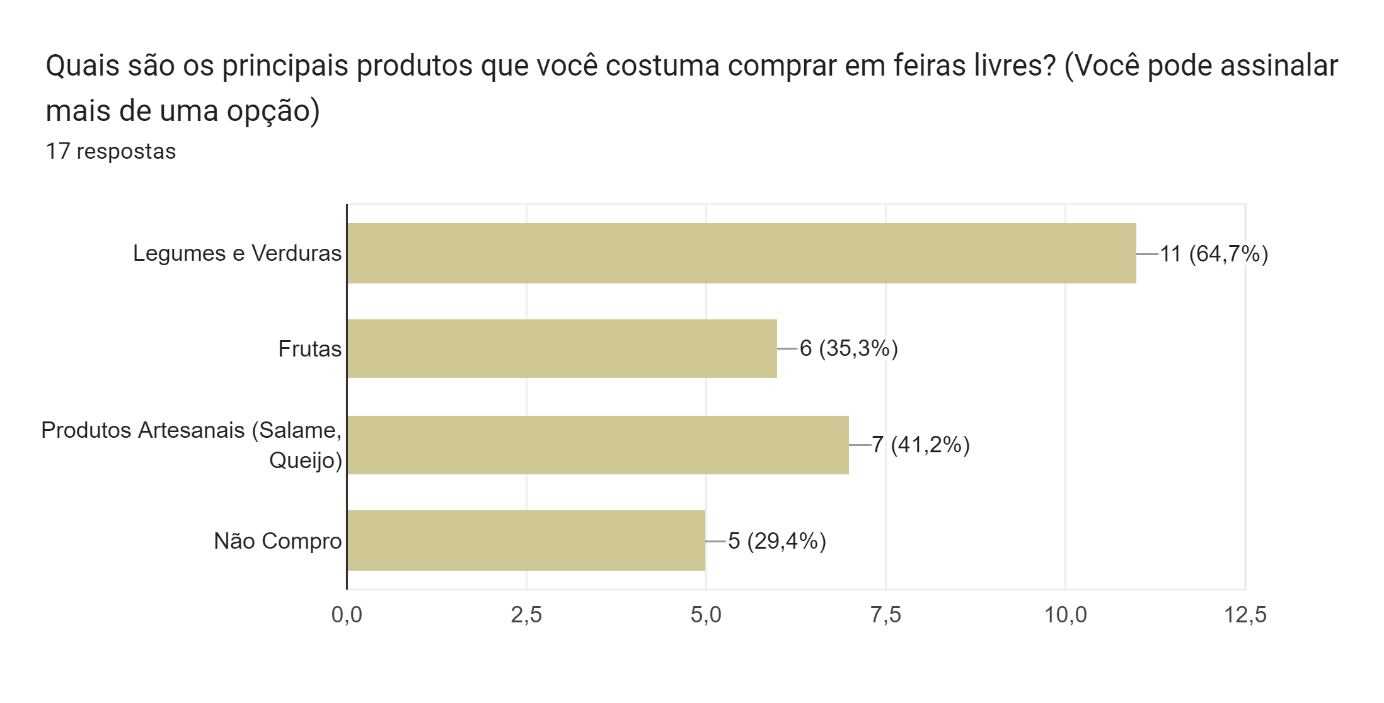 Quais são os principais produtos que você costuma comprar em feiras livres? (Você pode assinalar
mais de uma opção)
17 respostas
Legumes e Verduras
11 (64,7%)
Frutas
6 (35,3%)
Produtos Artesanais (Salame,
Queijo)
7 (41,2%)
Não Compro
5 (29,4%)
0,0
2,5
5,0
7,5
10,0
12,5